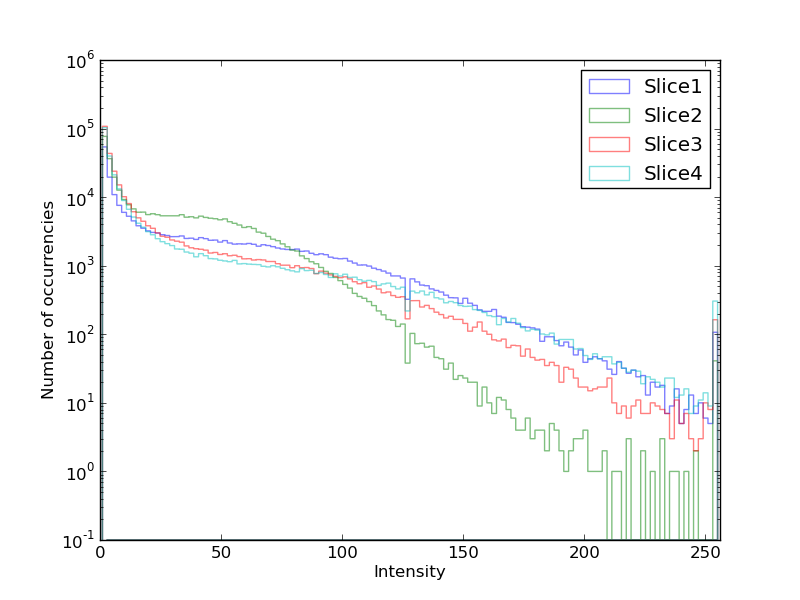 10^6
10^5
10^4
10^3
10^2
10^1
10^0
10^-1
Number of occurrencies
0 50 100 150 200 250
Intensity
Slice1
Slice2
Slice3
Slice4